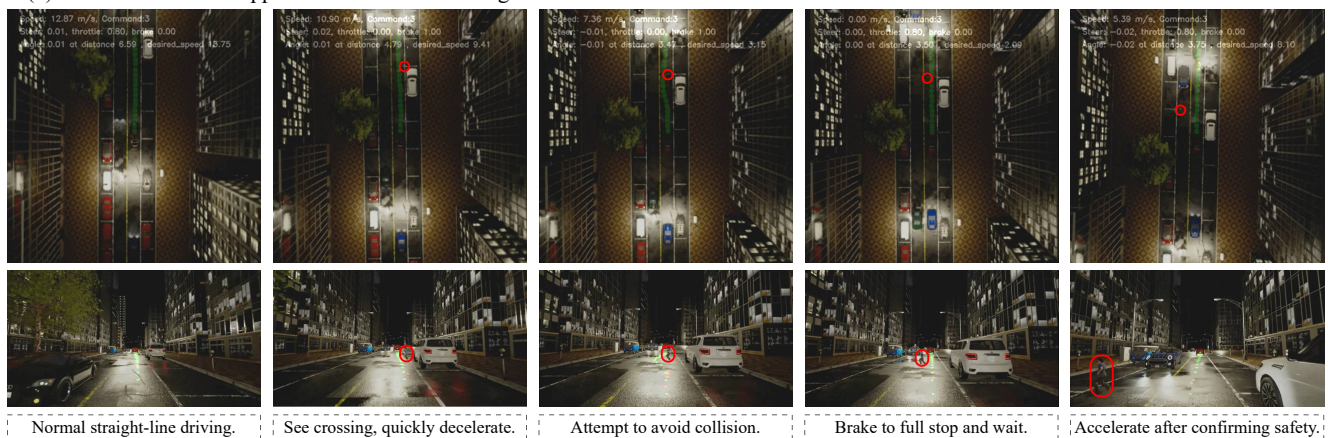 Speed: 12.87 m/s, Command:3
Steer: 0.01, throttle: 0.80, brake 0.00
Angle: 0.01 at distance 6.59 , desired_speed 13.75
Speed: 10.90 m/s, Command:3
Steer: 0.02, throttle: 0.00, brake 1.00
Angle: 0.01 at distance 4.79 , desired_speed 9.41
Speed: 7.36 m/s, Command:3
Steer: -0.01, throttle: 0.00, brake 1.00
Angle: -0.01 at distance 3.47 , desired_speed 3.15
Speed: 0.00 m/s, Command:3
Steer: 0.00, throttle: 0.80, brake 0.00
Angle: 0.00 at distance 3.50 , desired_speed 2.09
Speed: 5.39 m/s, Command:3
Steer: -0.02, throttle: 0.80, brake 0.00
Angle: -0.02 at distance 3.75 , desired_speed 8.10
Normal straight-line driving.
See crossing, quickly decelerate.
Attempt to avoid collision.
Brake to full stop and wait.
Accelerate after confirming safety.